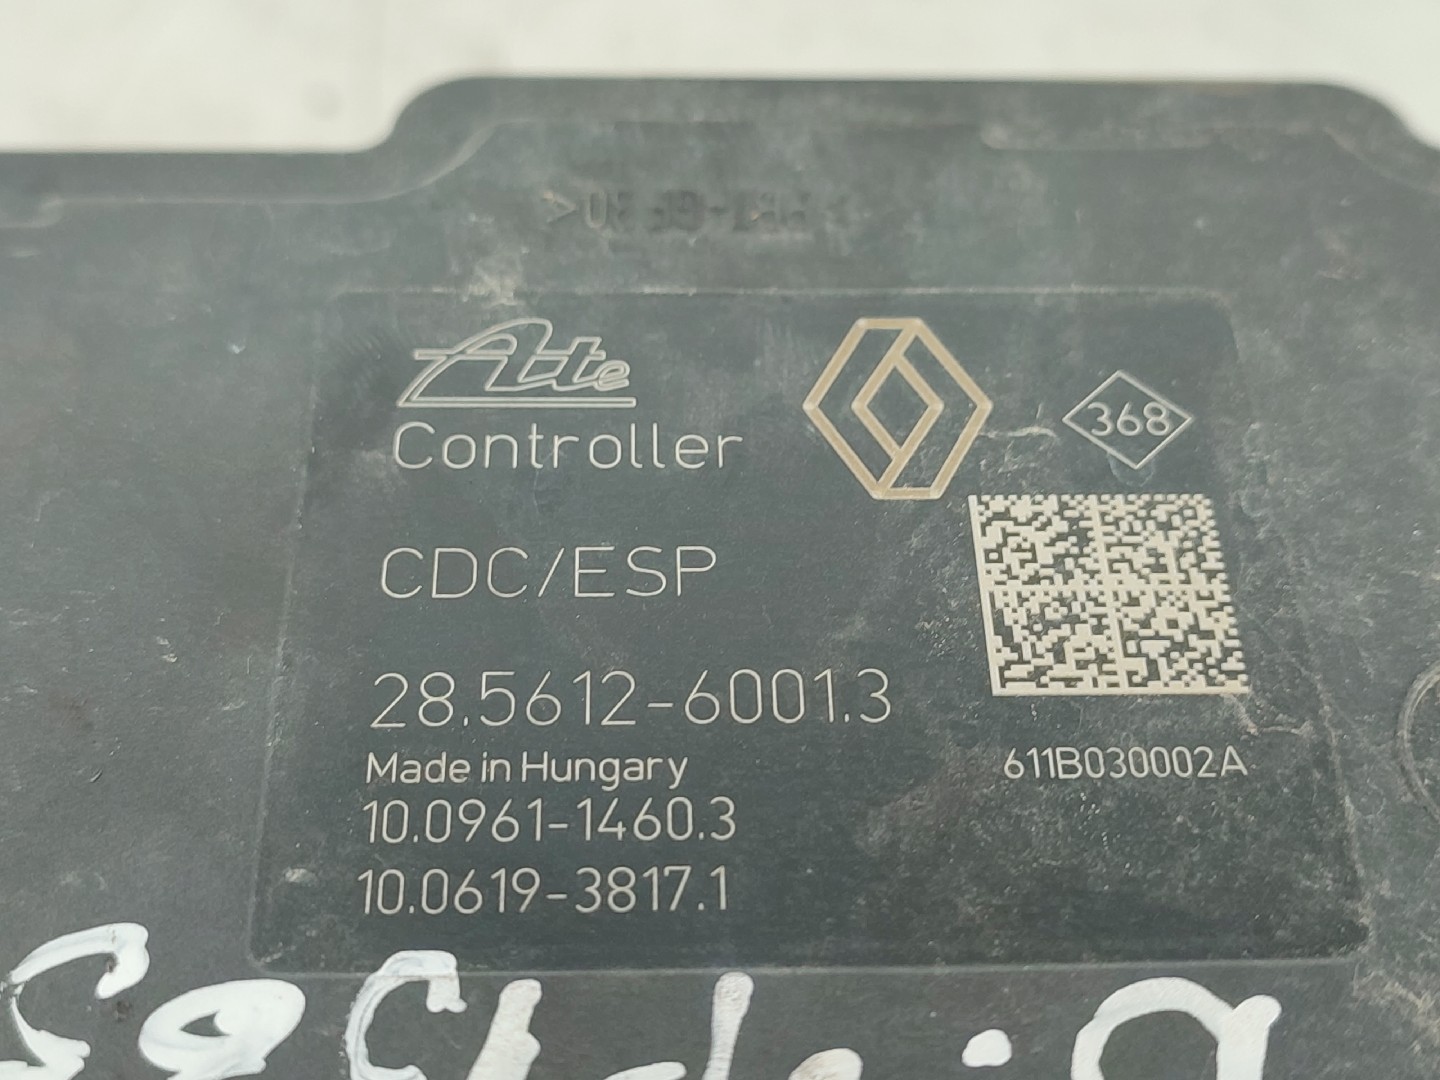 Ate
368
Controller
CDC/ESP
28.5612-6001.3
Made in Hungary
611B030002A
10.0961-1460.3
10.0619-3817.1